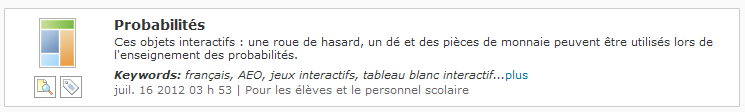 Probabilités
Ces objets interactifs : une roue de hasard, un dé et des pièces de monnaie peuvent être utilisés lors de
l'enseignement des probabilités.
Keywords: français, AEO, jeux interactifs, tableau blanc interactif...plus
juil. 16 2012 03 h 53 | Pour les élèves et le personnel scolaire